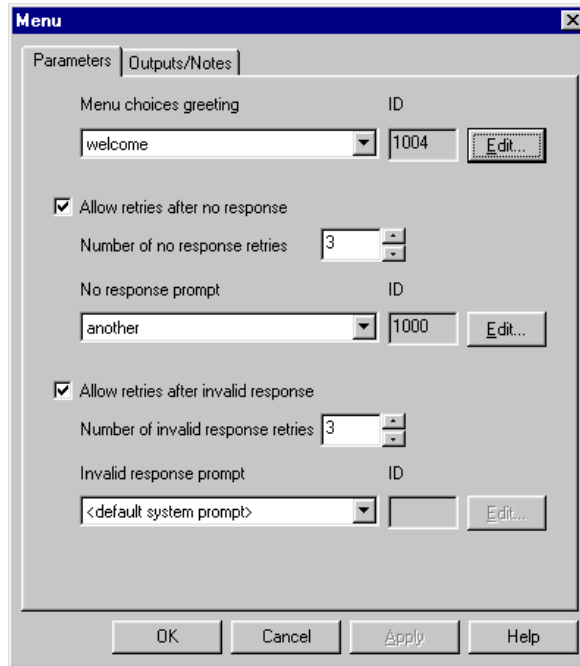 Menu
Parameters Outputs/Notes
Menu choices greeting ID
welcome 1004 Edit...
Allow retries after no response
Number of no response retries 3
No response prompt ID
another 1000 Edit...
Allow retries after invalid response
Number of invalid response retries 3
Invalid response prompt ID
<default system prompt> Edit...
OK Cancel Apply Help